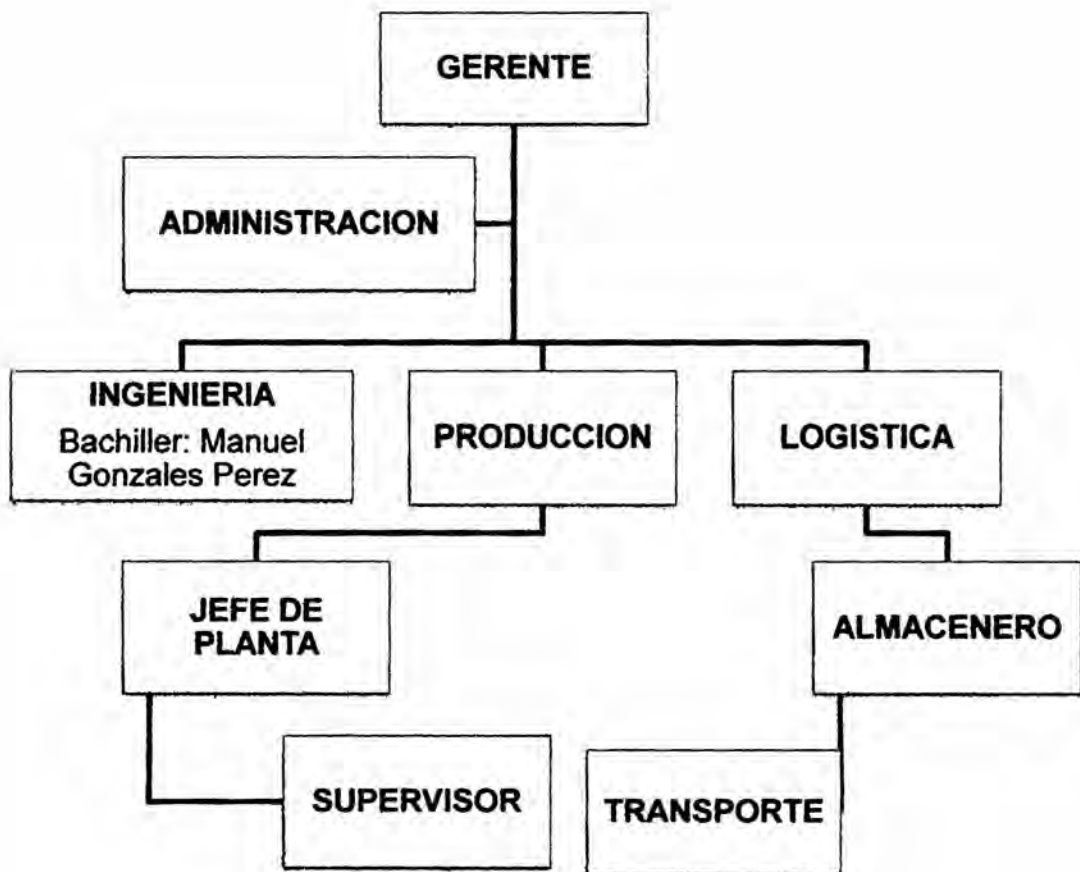 GERENTE
ADMINISTRACION
INGENIERIA
Bachiller: Manuel
Gonzales Perez
PRODUCCION
LOGISTICA
JEFE DE
PLANTA
ALMACENERO
SUPERVISOR
TRANSPORTE